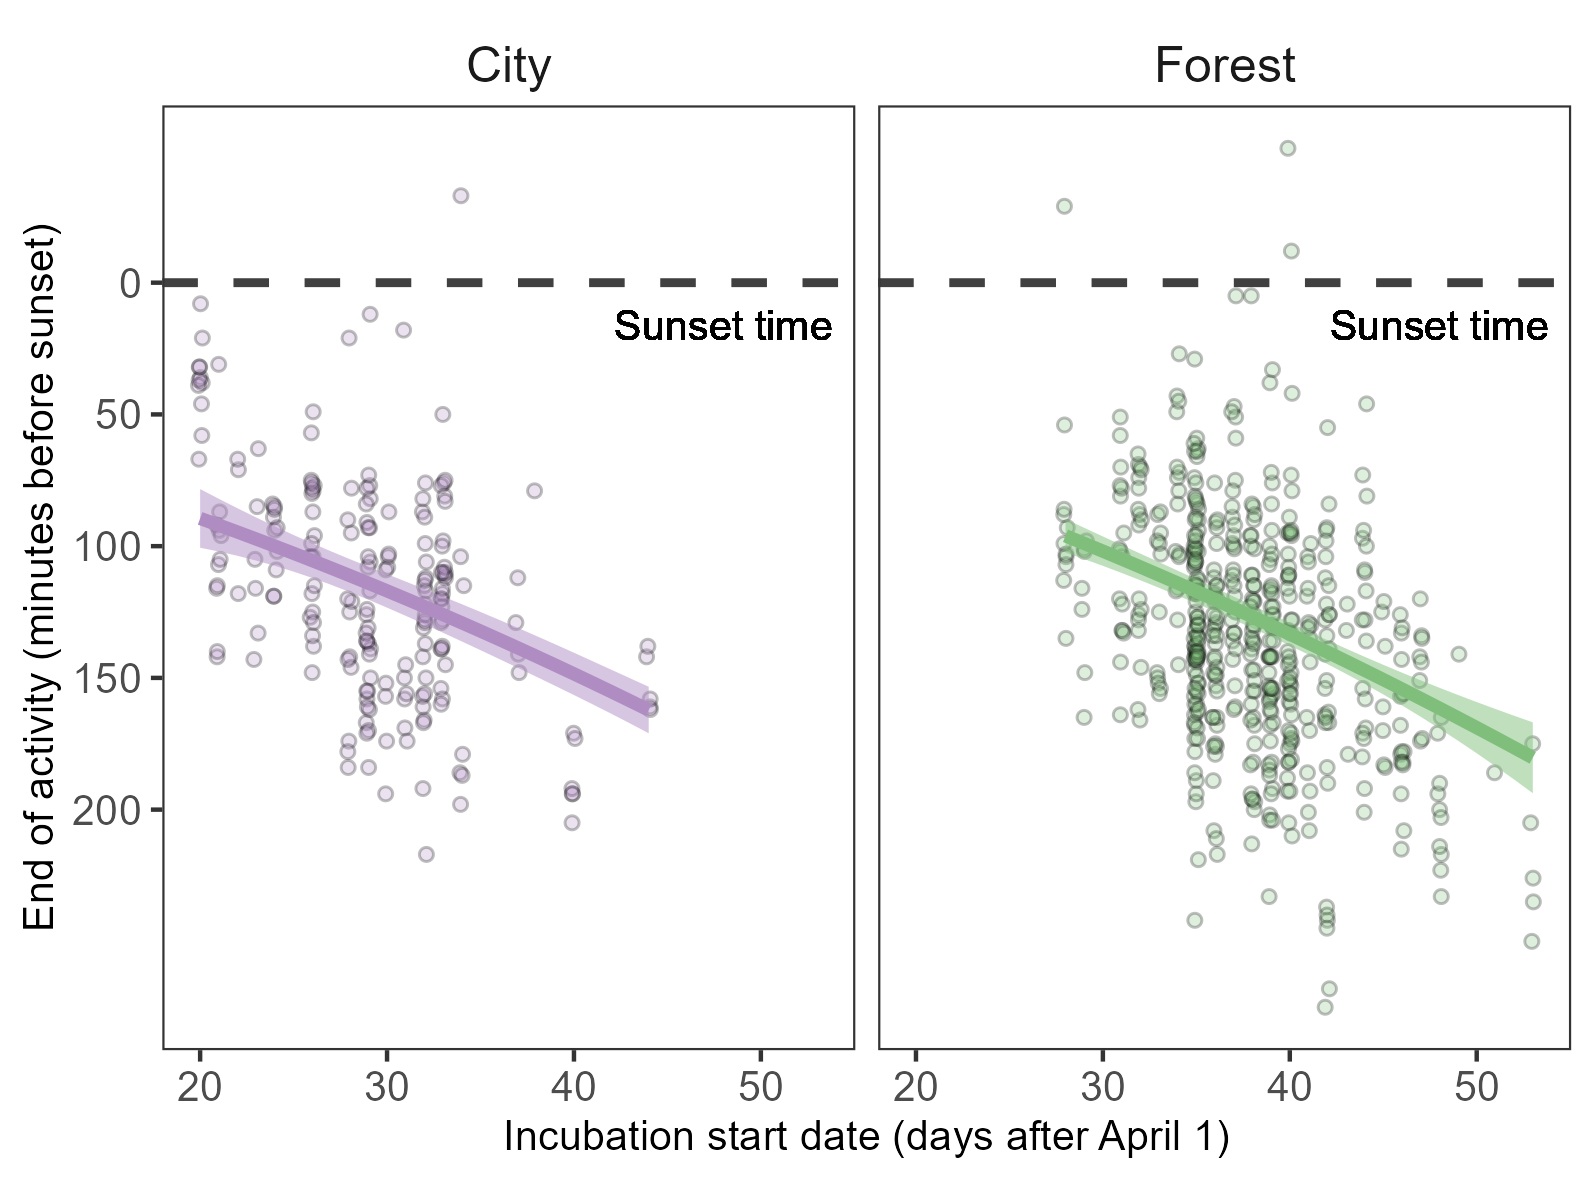 City
Forest
End of activity (minutes before sunset)
0
50
100
150
200
Sunset time
Sunset time
20
30
40
50
20
30
40
50
Incubation start date (days after April 1)